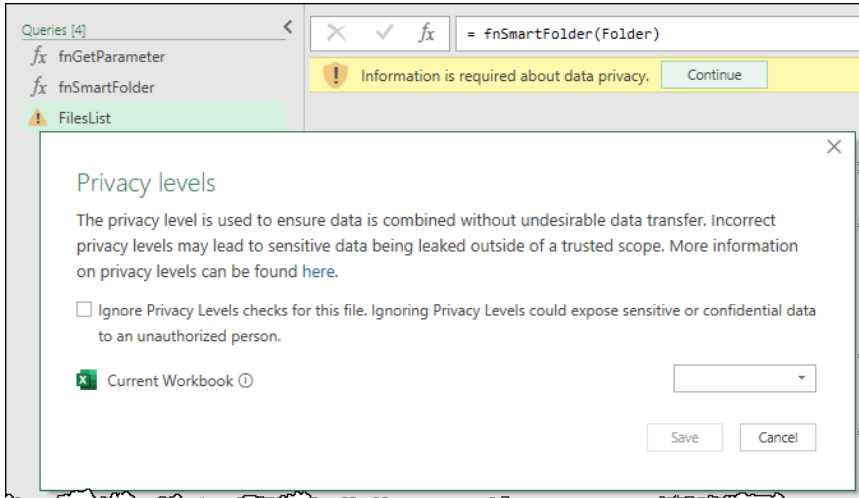 Queries [4]
fx fnGetParameter
fx fnSmartFolder
FilesList
fx = fnSmartFolder(Folder)
Information is required about data privacy. Continue
Privacy levels
The privacy level is used to ensure data is combined without undesirable data transfer. Incorrect
privacy levels may lead to sensitive data being leaked outside of a trusted scope. More information
on privacy levels can be found here.
Ignore Privacy Levels checks for this file. Ignoring Privacy Levels could expose sensitive or confidential data
to an unauthorized person.
Current Workbook
Save Cancel